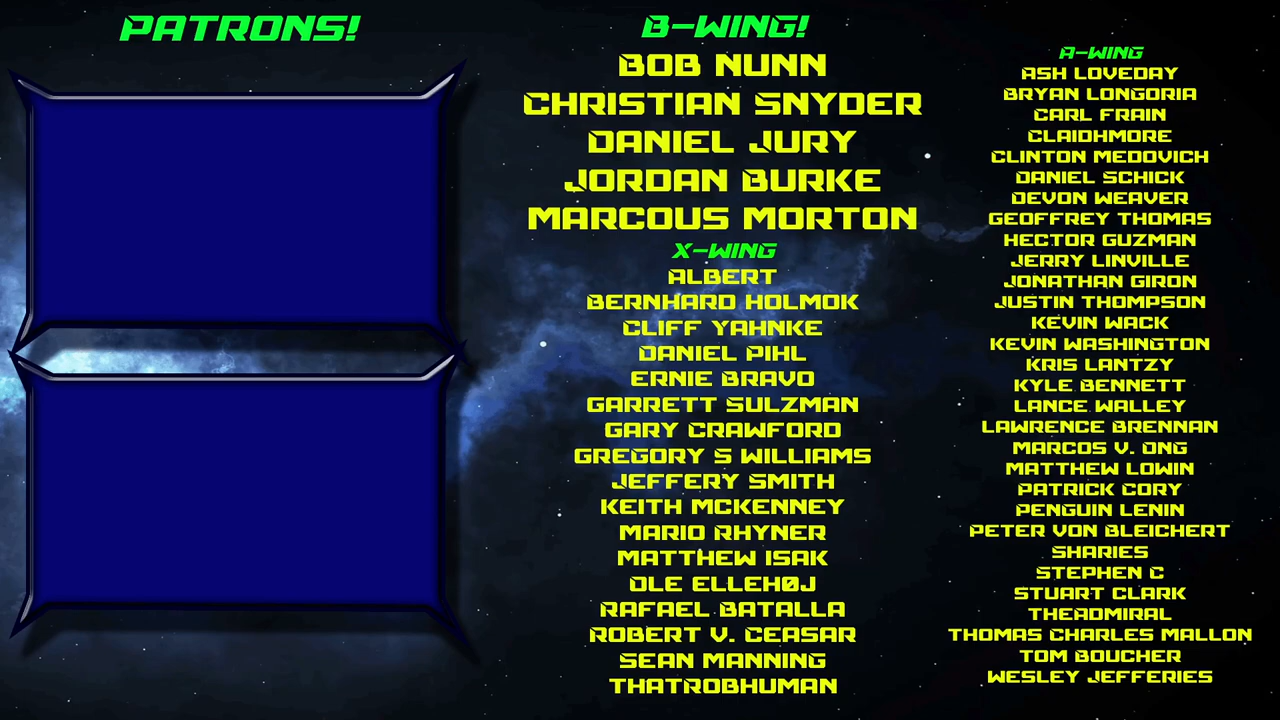 PATRONS!
B-WING!
BOB NUNN
CHRISTIAN SNYDER
DANIEL JURY
JORDAN BURKE
MARCOUS MORTON
X-WING
ALBERT
BERNHARD HOLMOK
CLIFF YAHNKE
DANIEL PIHL
ERNIE BRAVO
GARRETT SULZMAN
GARY CRAWFORD
GREGORY S WILLIAMS
JEFFERY SMITH
KEITH MCKENNEY
MARIO RHYNER
MATTHEW ISAK
OLE ELLEHØJ
RAFAEL BATALLA
ROBERT V. CEASAR
SEAN MANNING
THATROBHUMAN
A-WING
ASH LOVEDAY
BRYAN LONGORIA
CARL FRAIN
CLAIDHMORE
CLINTON MEDOVICH
DANIEL SCHICK
DEVON WEAVER
GEOFFREY THOMAS
HECTOR GUZMAN
JERRY LINVILLE
JONATHAN GIRON
JUSTIN THOMPSON
KEVIN WACK
KEVIN WASHINGTON
KRIS LANTZY
KYLE BENNETT
LANCE WALLEY
LAWRENCE BRENNAN
MARCOS V. ONG
MATTHEW LOWIN
PATRICK CORY
PENGUIN LENIN
PETER VON BLEICHERT
SHARIES
STEPHEN C
STUART CLARK
THEADMIRAL
THOMAS CHARLES MALLON
TOM BOUCHER
WESLEY JEFFERIES